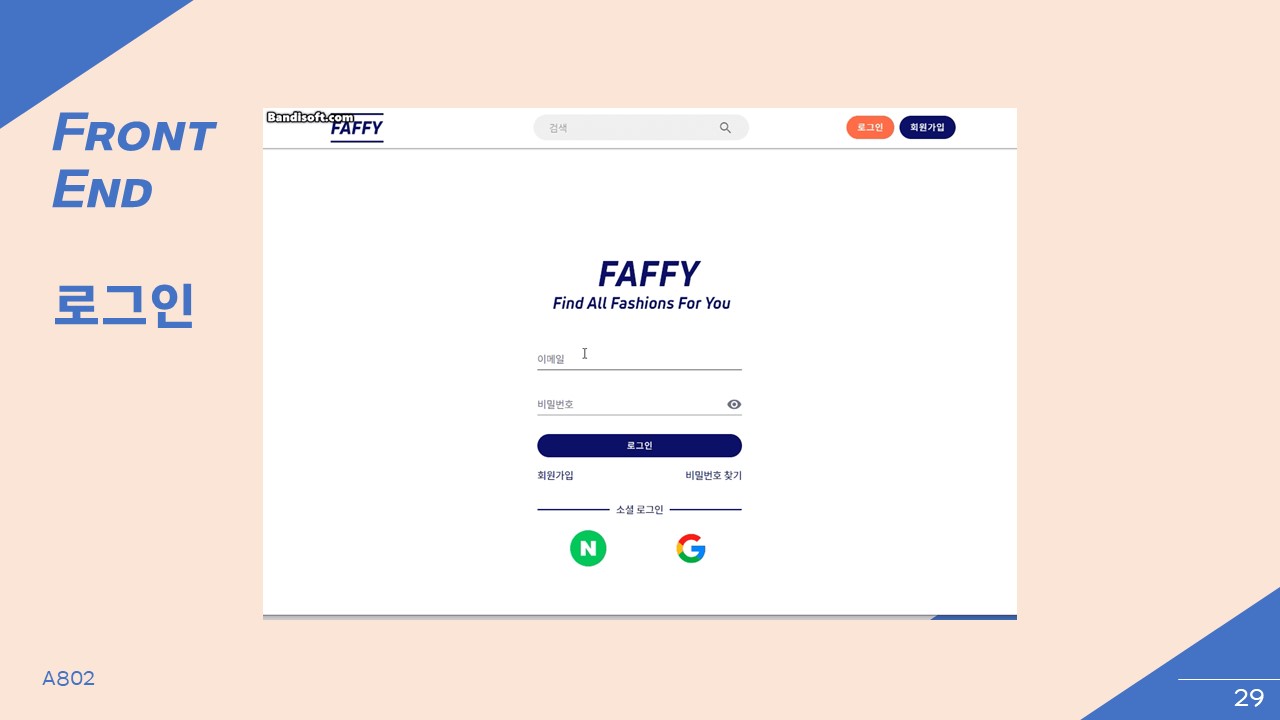 FRONT
END
로그인
Bandisoft.com
FAFFY
검색
로그인
회원가입
FAFFY
Find All Fashions For You
이메일
비밀번호
로그인
회원가입
비밀번호 찾기
소셜 로그인
N
G
A802
29